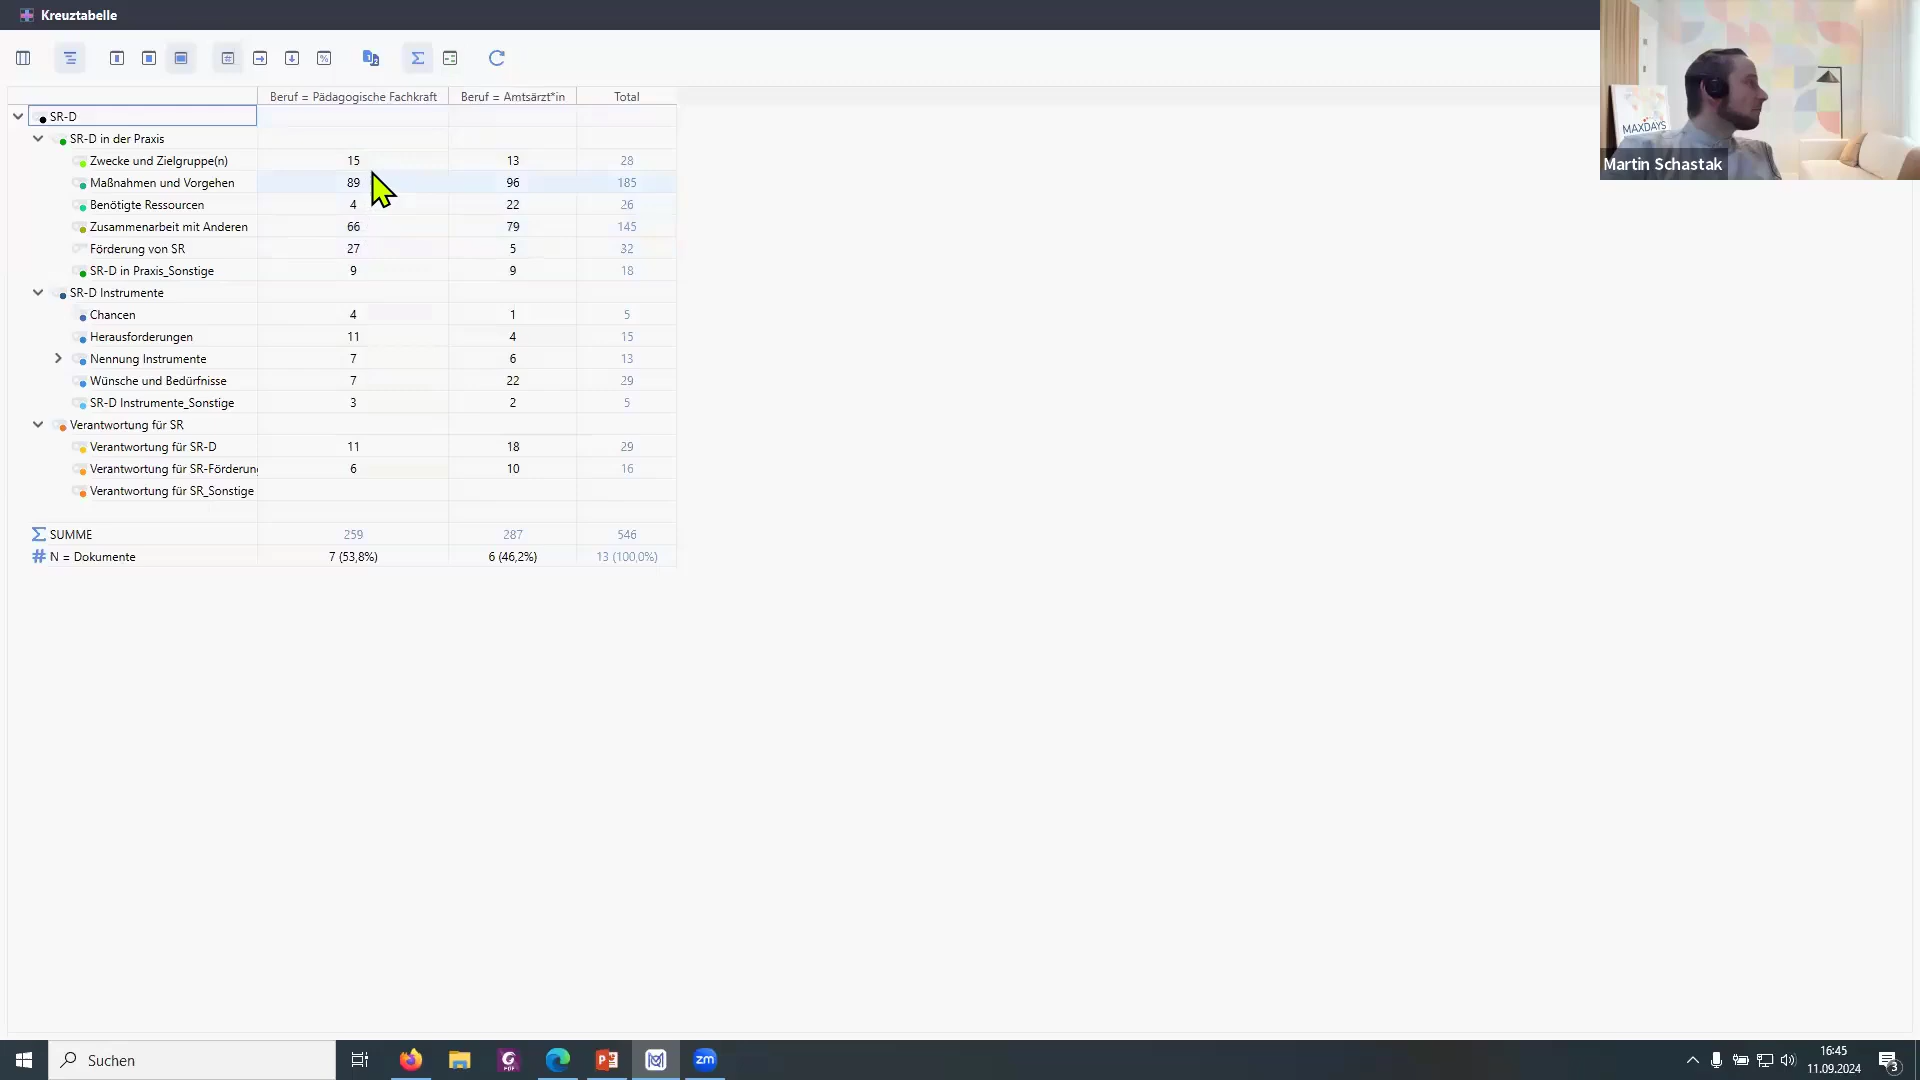 Kreuztabelle
Beruf = Pädagogische Fachkraft Beruf = Amtsärzt*in Total
SR-D
SR-D in der Praxis
Zwecke und Zielgruppe(n) 15 13 28
Maßnahmen und Vorgehen 89 96 185
Benötigte Ressourcen 4 22 26
Zusammenarbeit mit Anderen 66 79 145
Förderung von SR 27 5 32
SR-D in Praxis_Sonstige 9 9 18
SR-D Instrumente
Chancen 4 1 5
Herausforderungen 11 4 15
Nennung Instrumente 7 6 13
Wünsche und Bedürfnisse 7 22 29
SR-D Instrumente_Sonstige 3 2 5
Verantwortung für SR
Verantwortung für SR-D 11 18 29
Verantwortung für SR-Förderung 6 10 16
Verantwortung für SR_Sonstige
SUMME 259 287 546
N = Dokumente 7 (53,8%) 6 (46,2%) 13 (100,0%)
MAXDAYS
Martin Schastak
Suchen
zm
16:45
11.09.2024
3